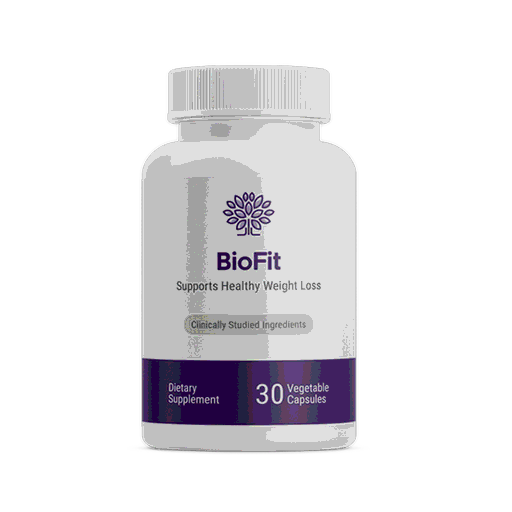 BioFit
Supports Healthy Weight Loss
Clinically Studied Ingredients
Dietary
Supplement
30 Vegetable
Capsules